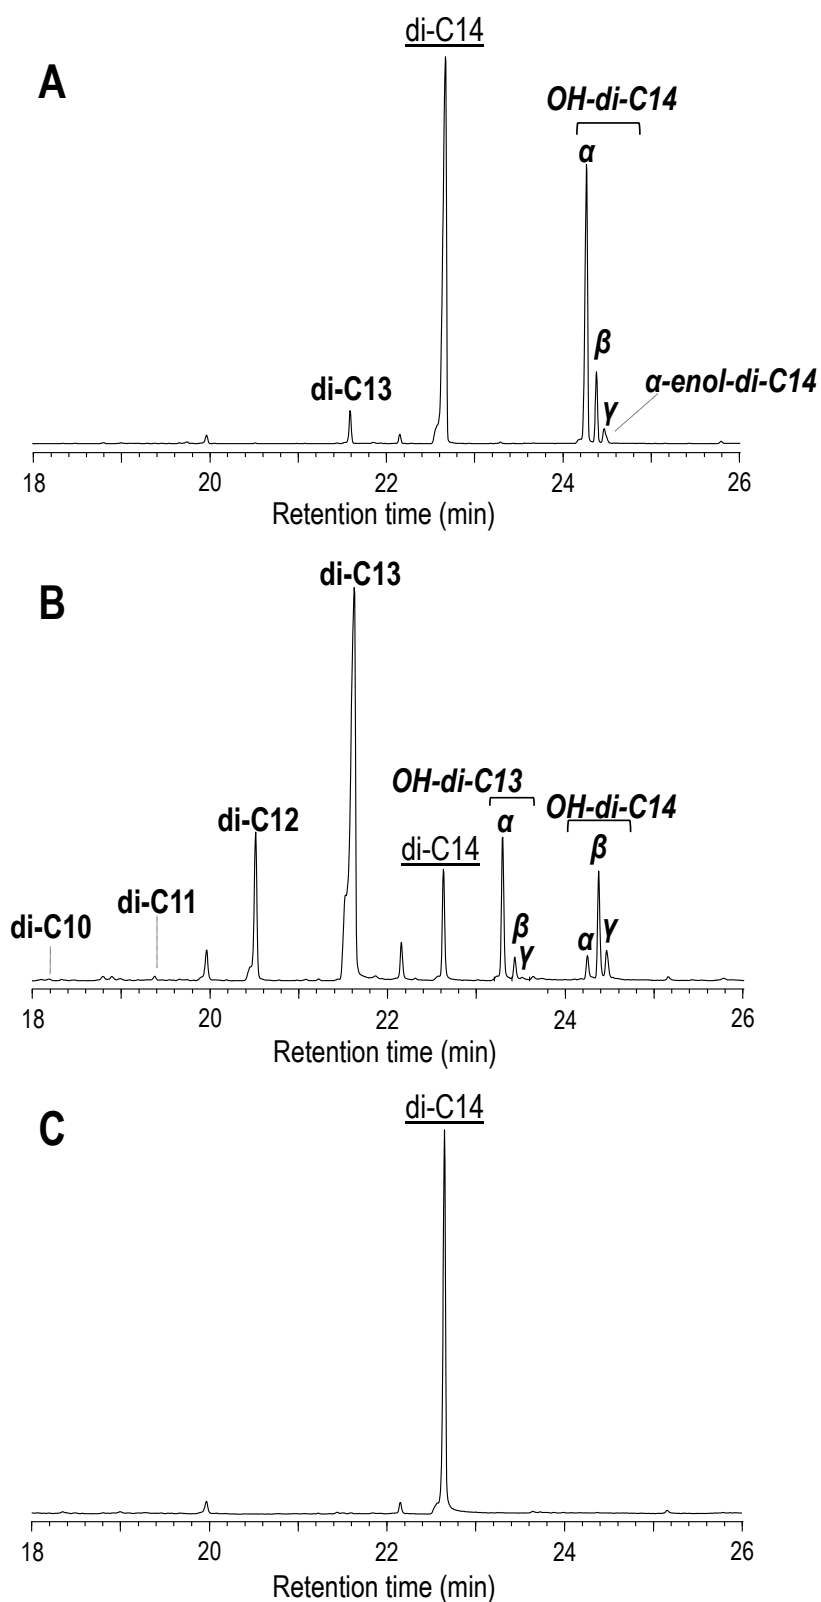 di-C14
A
OH-di-C14
α
β
di-C13
γ
α-enol-di-C14
18 20 22 24 26
Retention time (min)
di-C13
B
OH-di-C13
OH-di-C14
di-C12
α
di-C14
β
di-C11
di-C10
β
γ
α
γ
18 20 22 24 26
Retention time (min)
di-C14
C
18 20 22 24 26
Retention time (min)